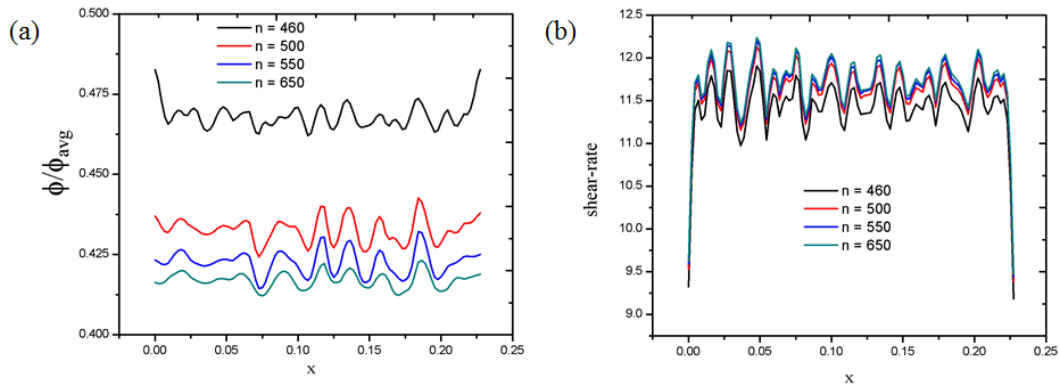 (a)
0.500
0.475
0.450
0.425
0.400
ϕ/ϕavg
n = 460
n = 500
n = 550
n = 650
0.00 0.05 0.10 0.15 0.20 0.25
x
(b)
12.5
12.0
11.5
11.0
10.5
10.0
9.5
9.0
shear-rate
n = 460
n = 500
n = 550
n = 650
0.00 0.05 0.10 0.15 0.20 0.25
x